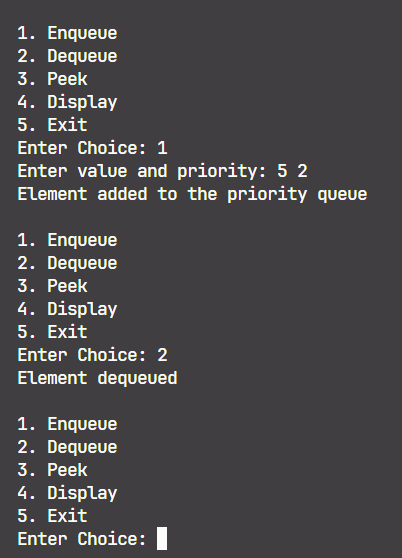 1. Enqueue
2. Dequeue
3. Peek
4. Display
5. Exit
Enter Choice: 1
Enter value and priority: 5 2
Element added to the priority queue
1. Enqueue
2. Dequeue
3. Peek
4. Display
5. Exit
Enter Choice: 2
Element dequeued
1. Enqueue
2. Dequeue
3. Peek
4. Display
5. Exit
Enter Choice: